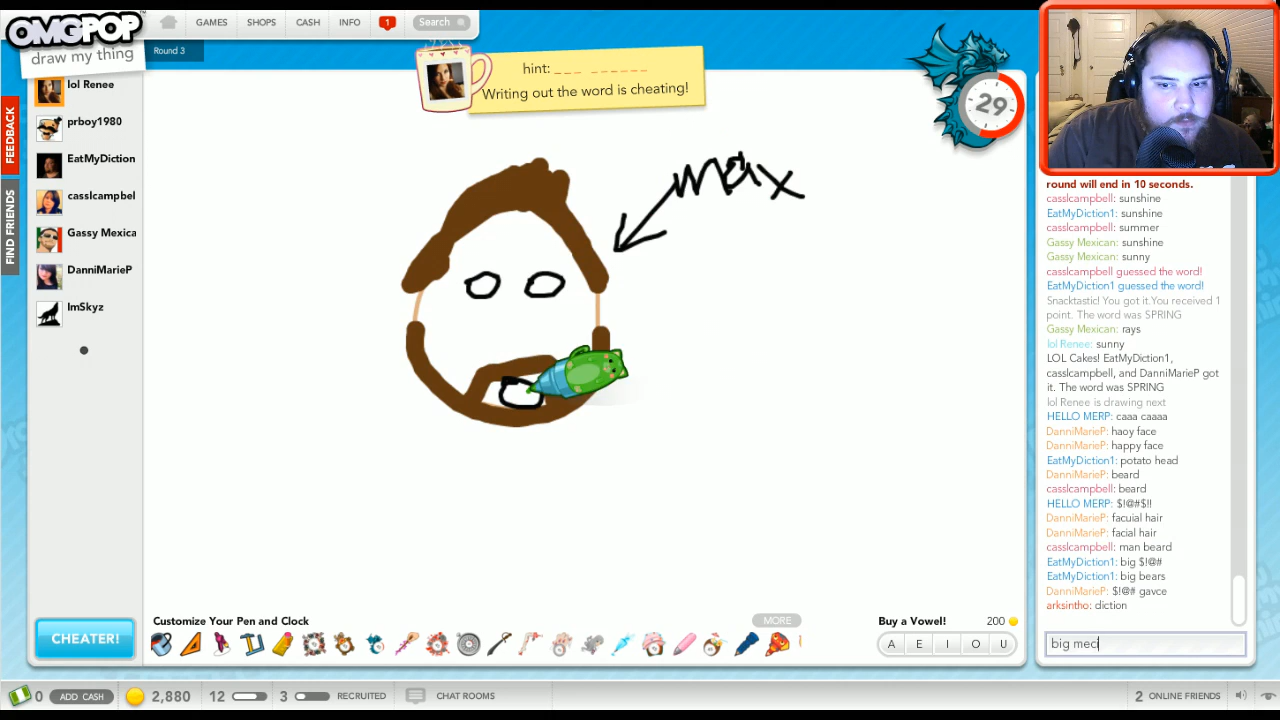 OMGPOP
draw my thing
GAMES
SHOPS
CASH
INFO
1
Search
Round 3
hint: _ _ _ _ _ _ _ _ _
Writing out the word is cheating!
29
FEEDBACK
FIND FRIENDS
lol Renee
prboy1980
EatMyDiction
casslcampbel
Gassy Mexica
DanniMarieP
ImSkyz
max
round will end in 10 seconds.
casslcampbell: sunshine
EatMyDiction1: sunshine
casslcampbell: summer
Gassy Mexican: sunshine
Gassy Mexican: sunny
casslcampbell guessed the word!
EatMyDiction1 guessed the word!
Snacktastic! You got it.You received 1
point. The word was SPRING
Gassy Mexican: rays
lol Renee: sunny
LOL Cakes! EatMyDiction1,
casslcampbell, and DanniMarieP got
it. The word was SPRING
lol Renee is drawing next
HELLO MERP: caaa caaaa
DanniMarieP: haoy face
DanniMarieP: happy face
EatMyDiction1: potato head
DanniMarieP: beard
casslcampbell: beard
HELLO MERP: $!@#$!!
DanniMarieP: facuial hair
DanniMarieP: facial hair
casslcampbell: man beard
EatMyDiction1: big $!@#
EatMyDiction1: big bears
DanniMarieP: $!@# gavce
arksintho: diction
big meci
CHEATER!
Customize Your Pen and Clock
MORE
Buy a Vowel!
200
A E I O U
0
ADD CASH
2,880
12
3
RECRUITED
CHAT ROOMS
2 ONLINE FRIENDS